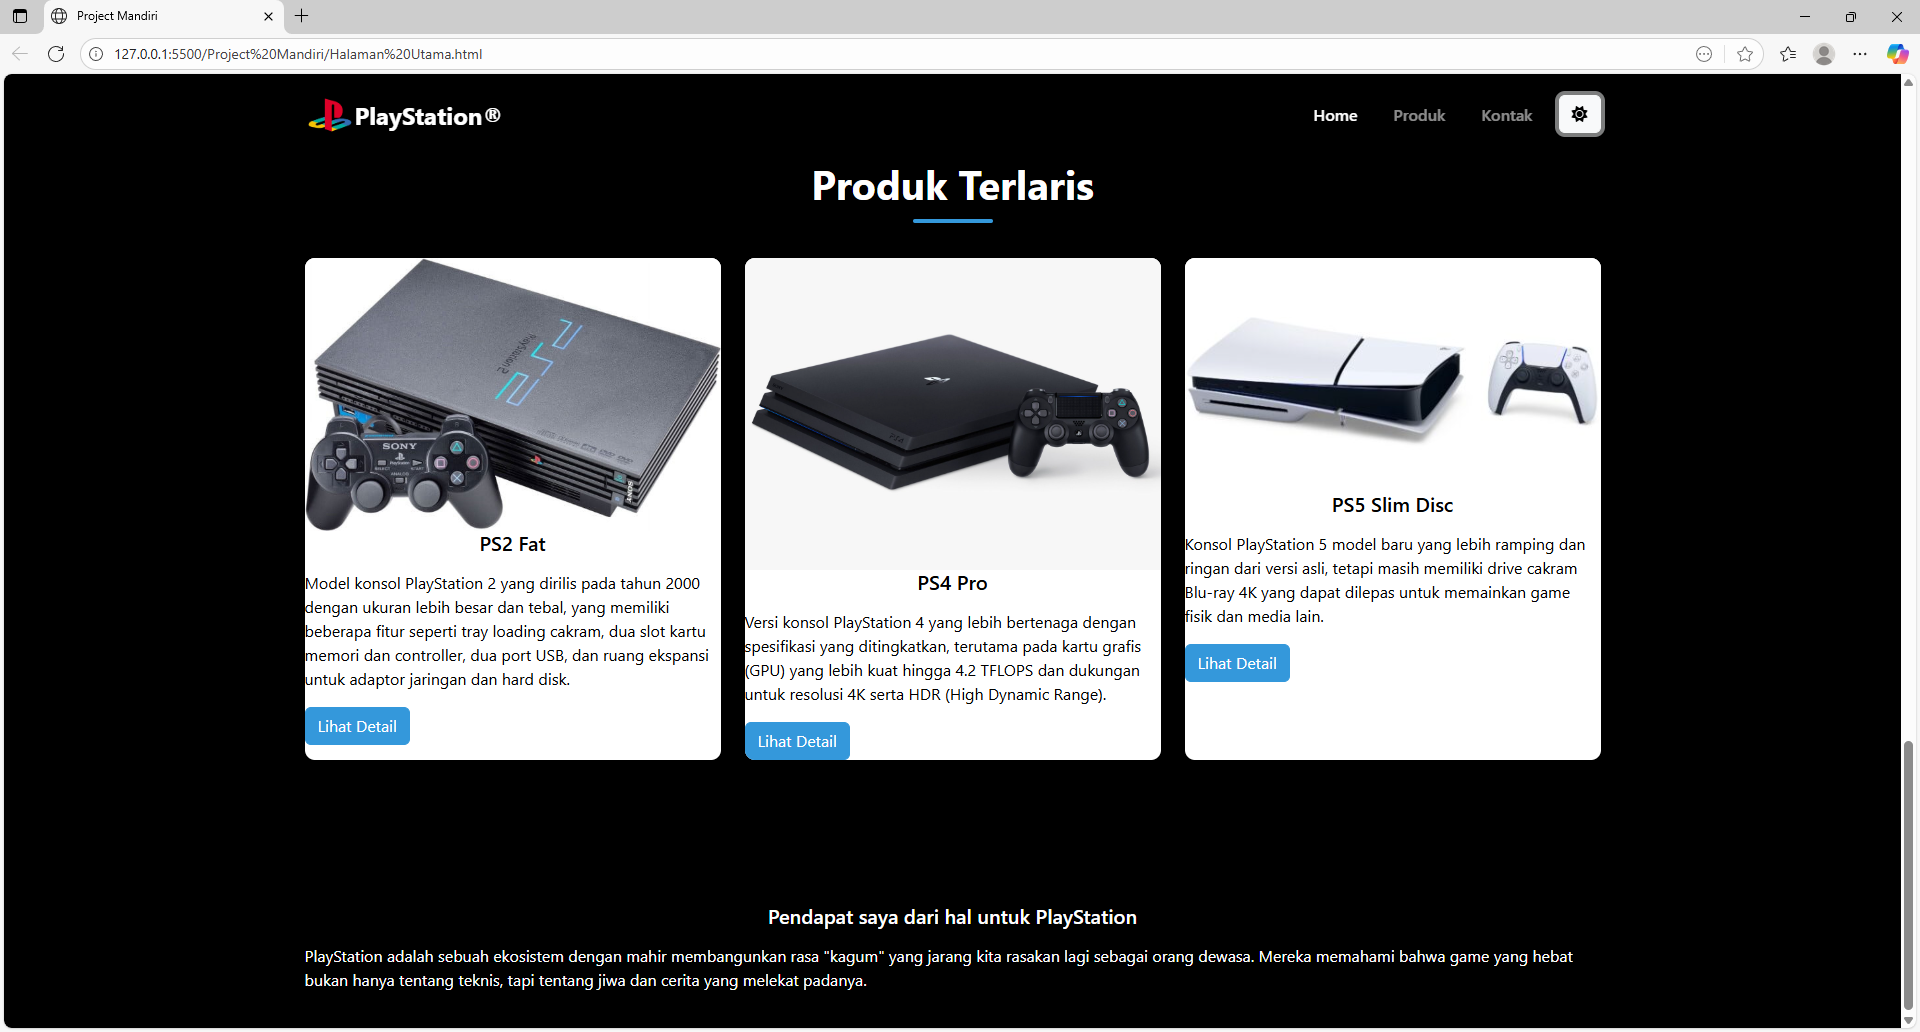 Project Mandiri
127.0.0.1:5500/Project%20Mandiri/Halaman%20Utama.html
PlayStation®
Home
Produk
Kontak
Produk Terlaris
PlayStation 2
SONY
SELECT
START
ANALOG
SONY
PS2 Fat
Model konsol PlayStation 2 yang dirilis pada tahun 2000
dengan ukuran lebih besar dan tebal, yang memiliki
beberapa fitur seperti tray loading cakram, dua slot kartu
memori dan controller, dua port USB, dan ruang ekspansi
untuk adaptor jaringan dan hard disk.
Lihat Detail
PS4
PS4 Pro
Versi konsol PlayStation 4 yang lebih bertenaga dengan
spesifikasi yang ditingkatkan, terutama pada kartu grafis
(GPU) yang lebih kuat hingga 4.2 TFLOPS dan dukungan
untuk resolusi 4K serta HDR (High Dynamic Range).
Lihat Detail
PS5 Slim Disc
Konsol PlayStation 5 model baru yang lebih ramping dan
ringan dari versi asli, tetapi masih memiliki drive cakram
Blu-ray 4K yang dapat dilepas untuk memainkan game
fisik dan media lain.
Lihat Detail
Pendapat saya dari hal untuk PlayStation
PlayStation adalah sebuah ekosistem dengan mahir membangunkan rasa "kagum" yang jarang kita rasakan lagi sebagai orang dewasa. Mereka memahami bahwa game yang hebat
bukan hanya tentang teknis, tapi tentang jiwa dan cerita yang melekat padanya.